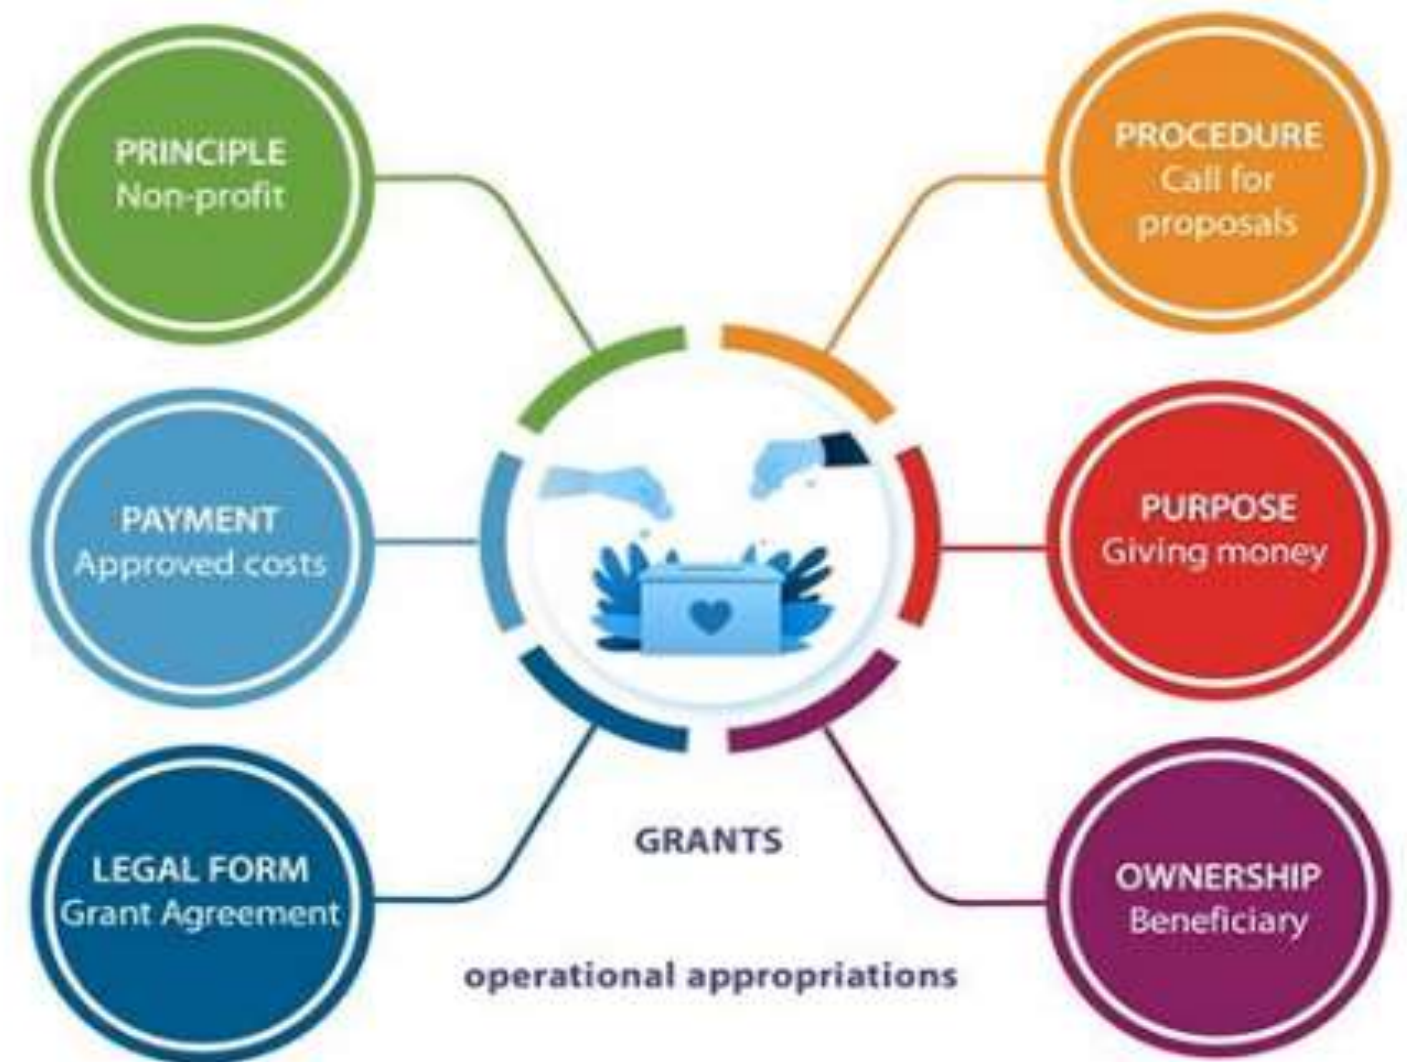 PRINCIPLE
Non-profit
PROCEDURE
Call for
proposals
PAYMENT
Approved costs
PURPOSE
Giving money
LEGAL FORM
Grant Agreement
OWNERSHIP
Beneficiary
GRANTS
operational appropriations